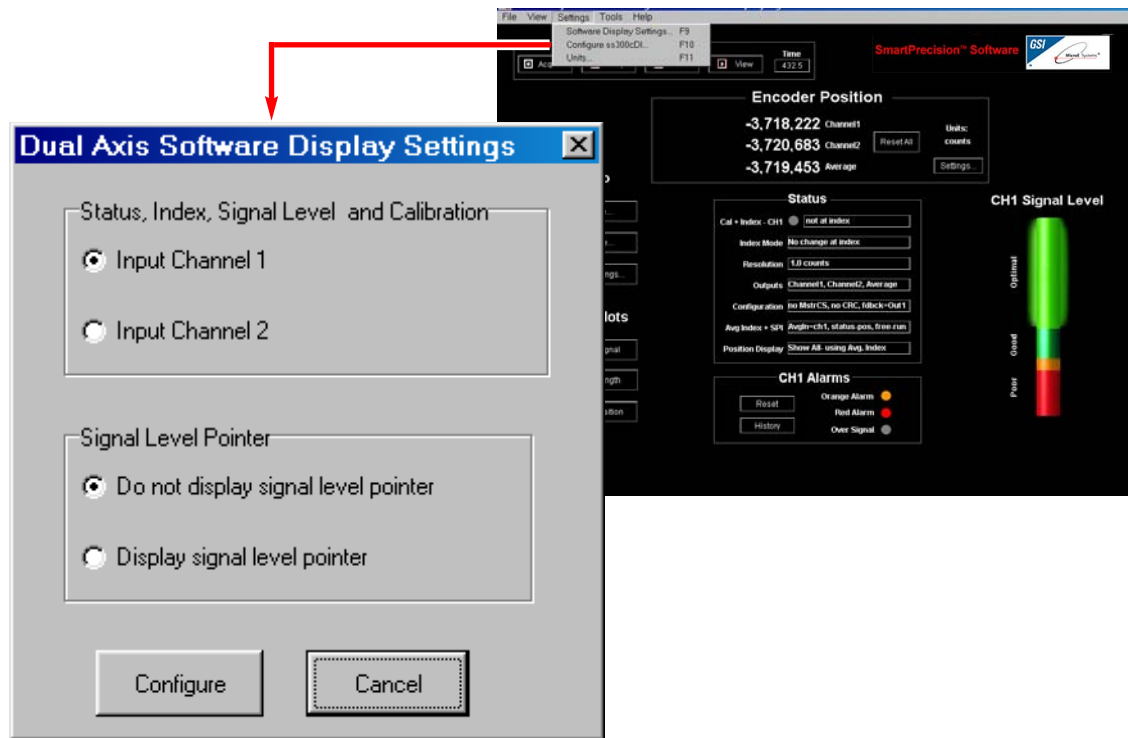 File View Settings Tools Help
Software Display Settings... F9
Configure ss300cDI... F10
Units... F11
Acq
View
Time
432.5
SmartPrecision™ Software
GSI
Encoder Position
-3,718,222 Channel1
-3,720,683 Channel2
-3,719,453 Average
Reset All
Units:
counts
Settings...
Status
Cal + Index - CH1 not at index
Index Mode No change at index
Resolution 1.0 counts
Outputs Channel1, Channel2, Average
Configuration no MstrCS, no CRC, fdbck=Out1
Avg Index + SPI AvgIn=ch1, status-pos, free-run
Position Display Show All- using Avg. Index
CH1 Alarms
Reset
History
Orange Alarm
Red Alarm
Over Signal
CH1 Signal Level
Optimal
Good
Poor
Dual Axis Software Display Settings
Status, Index, Signal Level and Calibration
Input Channel 1
Input Channel 2
Signal Level Pointer
Do not display signal level pointer
Display signal level pointer
Configure
Cancel